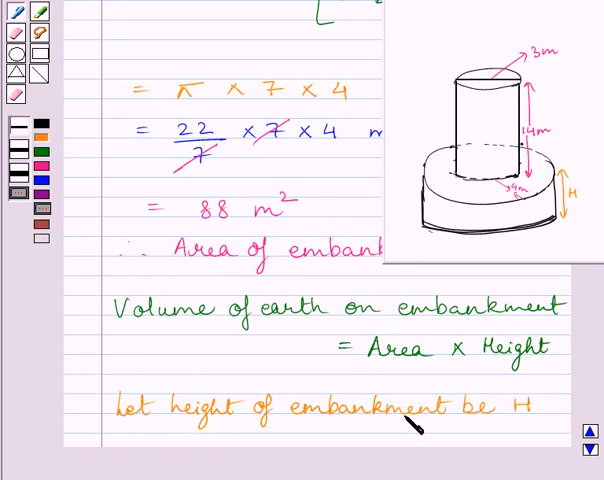 = π × 7 × 4
= 22/7 × 7 × 4
= 88 m²
∴ Area of
Volume of earth on embankment
= Area × Height
Let height of embankment be H
3m
14m
4m
H